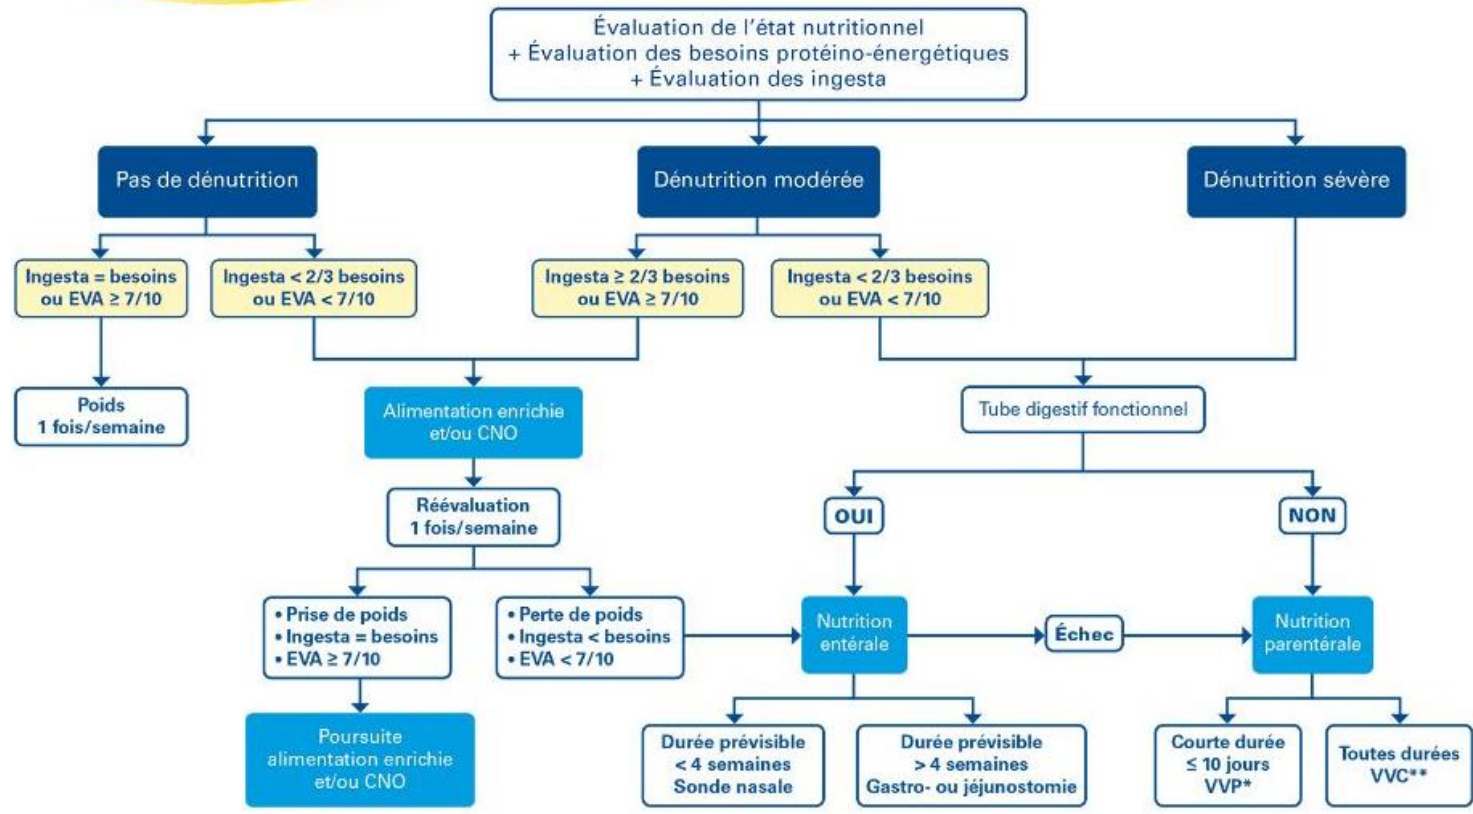 Évaluation de l'état nutritionnel
+ Évaluation des besoins protéino-énergétiques
+ Évaluation des ingesta
Pas de dénutrition
Dénutrition modérée
Dénutrition sévère
Ingesta = besoins
ou EVA ≥ 7/10
Ingesta < 2/3 besoins
ou EVA < 7/10
Ingesta ≥ 2/3 besoins
ou EVA ≥ 7/10
Ingesta < 2/3 besoins
ou EVA < 7/10
Poids
1 fois/semaine
Alimentation enrichie
et/ou CNO
Tube digestif fonctionnel
Réévaluation
1 fois/semaine
OUI
NON
• Prise de poids
• Ingesta = besoins
• EVA ≥ 7/10
• Perte de poids
• Ingesta < besoins
• EVA < 7/10
Nutrition
entérale
Échec
Nutrition
parentérale
Poursuite
alimentation enrichie
et/ou CNO
Durée prévisible
< 4 semaines
Sonde nasale
Durée prévisible
> 4 semaines
Gastro- ou jéjunostomie
Courte durée
≤ 10 jours
VVP*
Toutes durées
VVC**